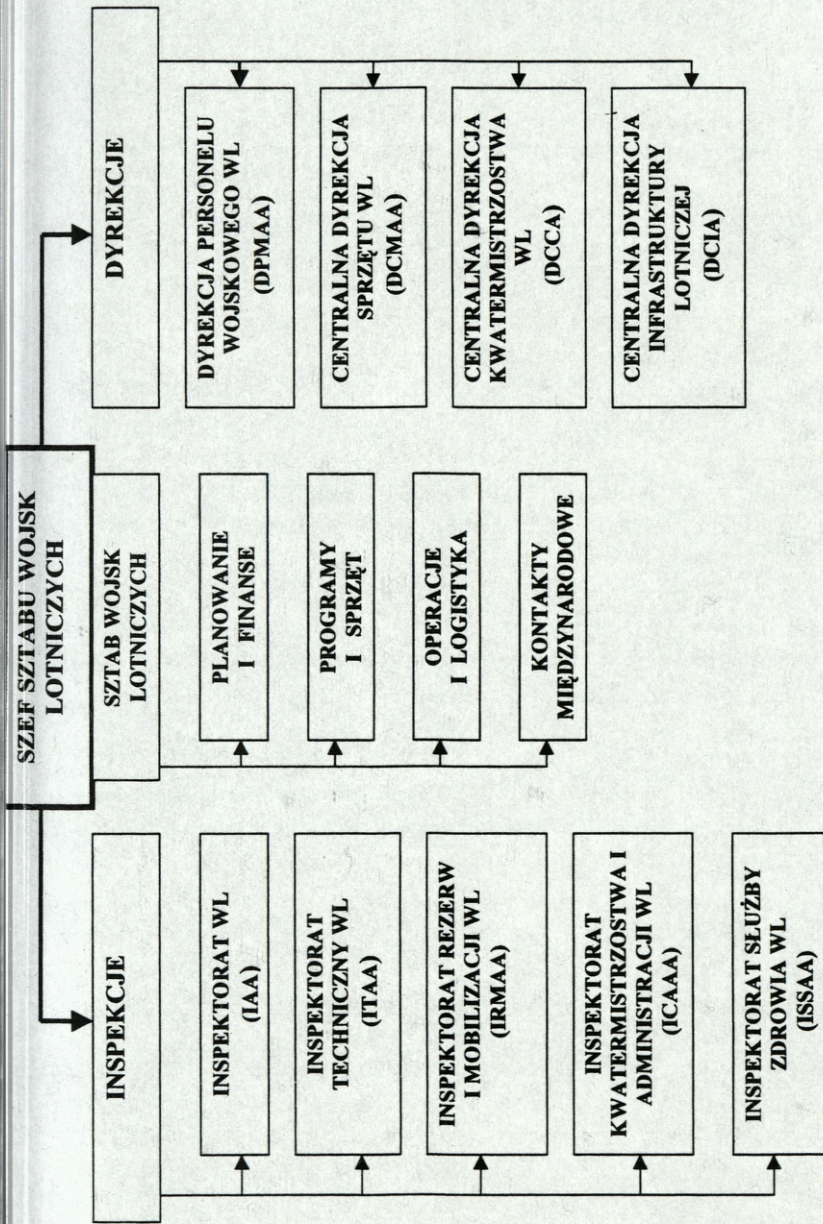 SZEF SZTABU WOJSK
LOTNICZYCH
INSPEKCJE
INSPEKTORAT WL
(IAA)
INSPEKTORAT
TECHNICZNY WL
(ITAA)
INSPEKTORAT REZERW
I MOBILIZACJI WL
(IRMAA)
INSPEKTORAT
KWATERMISTRZOSTWA I
ADMINISTRACJI WL
(ICAAA)
INSPEKTORAT SŁUŻBY
ZDROWIA WL
(ISSAA)
SZTAB WOJSK
LOTNICZYCH
PLANOWANIE
I FINANSE
PROGRAMY
I SPRZĘT
OPERACJE
I LOGISTYKA
KONTAKTY
MIĘDZYNARODOWE
DYREKCJE
DYREKCJA PERSONELU
WOJSKOWEGO WL
(DPMAA)
CENTRALNA DYREKCJA
SPRZĘTU WL
(DCMAA)
CENTRALNA DYREKCJA
KWATERMISTRZOSTWA
WL
(DCCA)
CENTRALNA DYREKCJA
INFRASTRUKTURY
LOTNICZEJ
(DCIA)